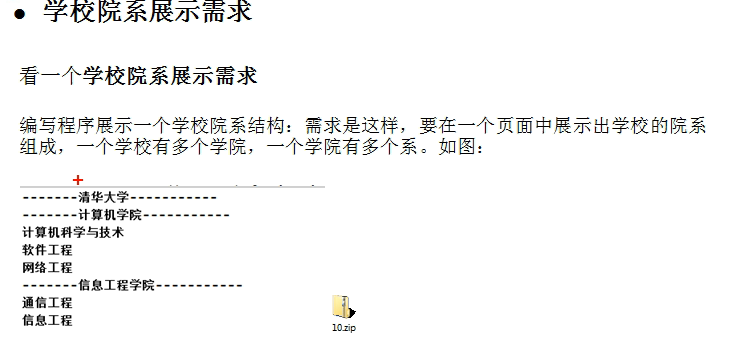 ● 学校院系展示需求
看一个学校院系展示需求
编写程序展示一个学校院系结构：需求是这样，要在一个页面中展示出学校的院系
组成，一个学校有多个学院，一个学院有多个系。如图：
-------清华大学-----------
-------计算机学院-----------
计算机科学与技术
软件工程
网络工程
-------信息工程学院-----------
通信工程
信息工程
10.zip